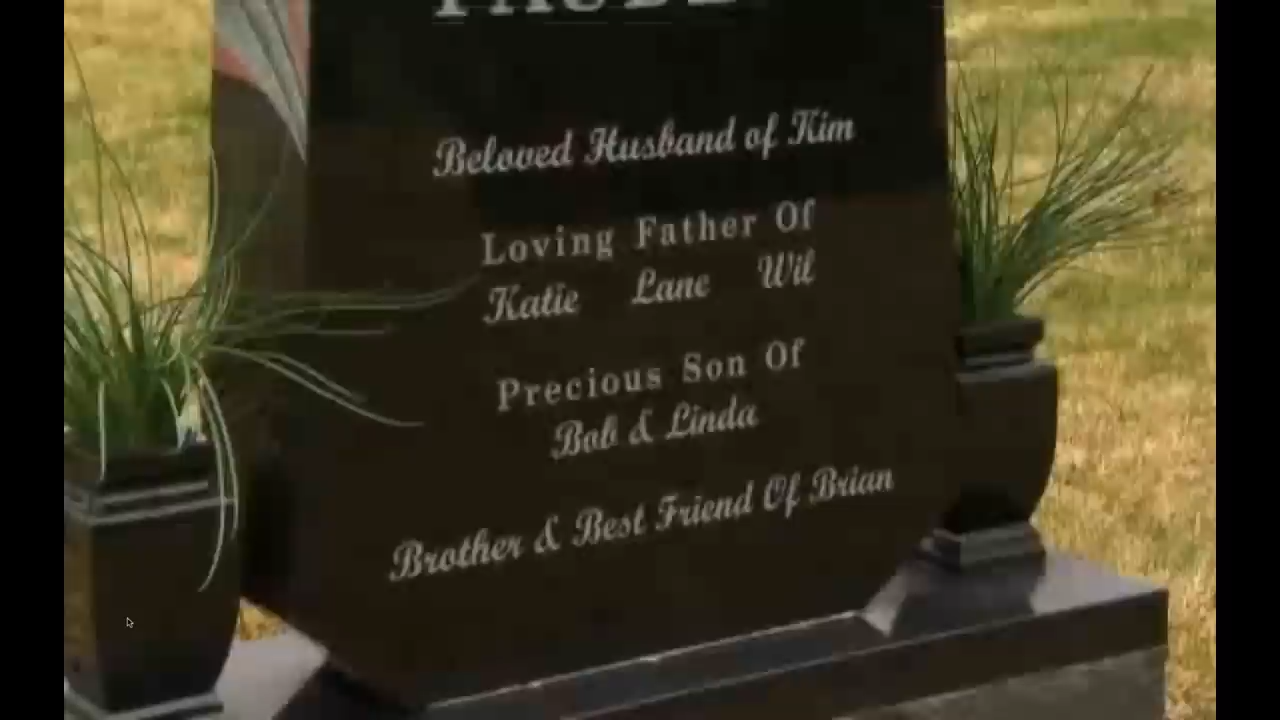 Beloved Husband of Kim
Loving Father Of
Katie Lane Wil
Precious Son Of
Bob & Linda
Brother & Best Friend Of Brian